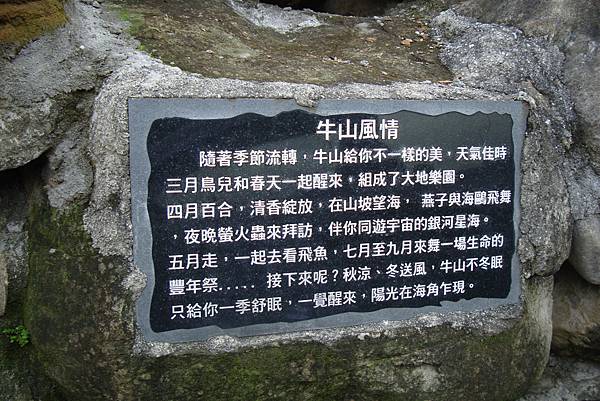 牛山風情
隨著季節流轉,牛山給你不一樣的美,天氣佳時
三月鳥兒和春天一起醒來,組成了大地樂園。
四月百合,清香綻放,在山坡望海, 燕子與海鷗飛舞
,夜晚螢火蟲來拜訪,伴你同遊宇宙的銀河星海。
五月走,一起去看飛魚,七月至九月來舞一場生命的
豐年祭..... 接下來呢?秋涼、冬送風,牛山不冬眠
只給你一季舒眠,一覺醒來,陽光在海角乍現。